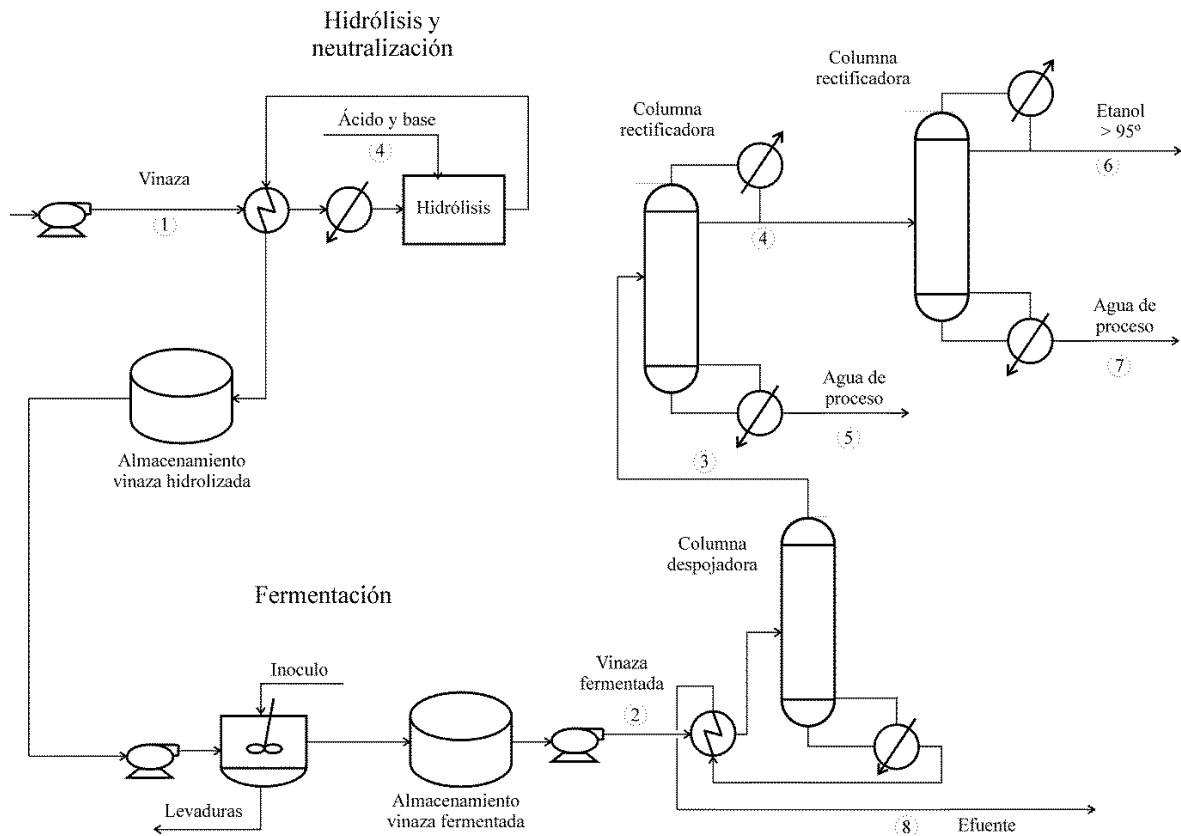 Hidrólisis y
neutralización
Ácido y base
4
Vinaza
1
Hidrólisis
Almacenamiento
vinaza hidrolizada
Columna
rectificadora
Columna
rectificadora
Etanol
> 95º
6
4
Agua de
proceso
7
Agua de
proceso
5
3
Columna
despojadora
Fermentación
Inoculo
Levaduras
Almacenamiento
vinaza fermentada
Vinaza
fermentada
2
Efuente
8